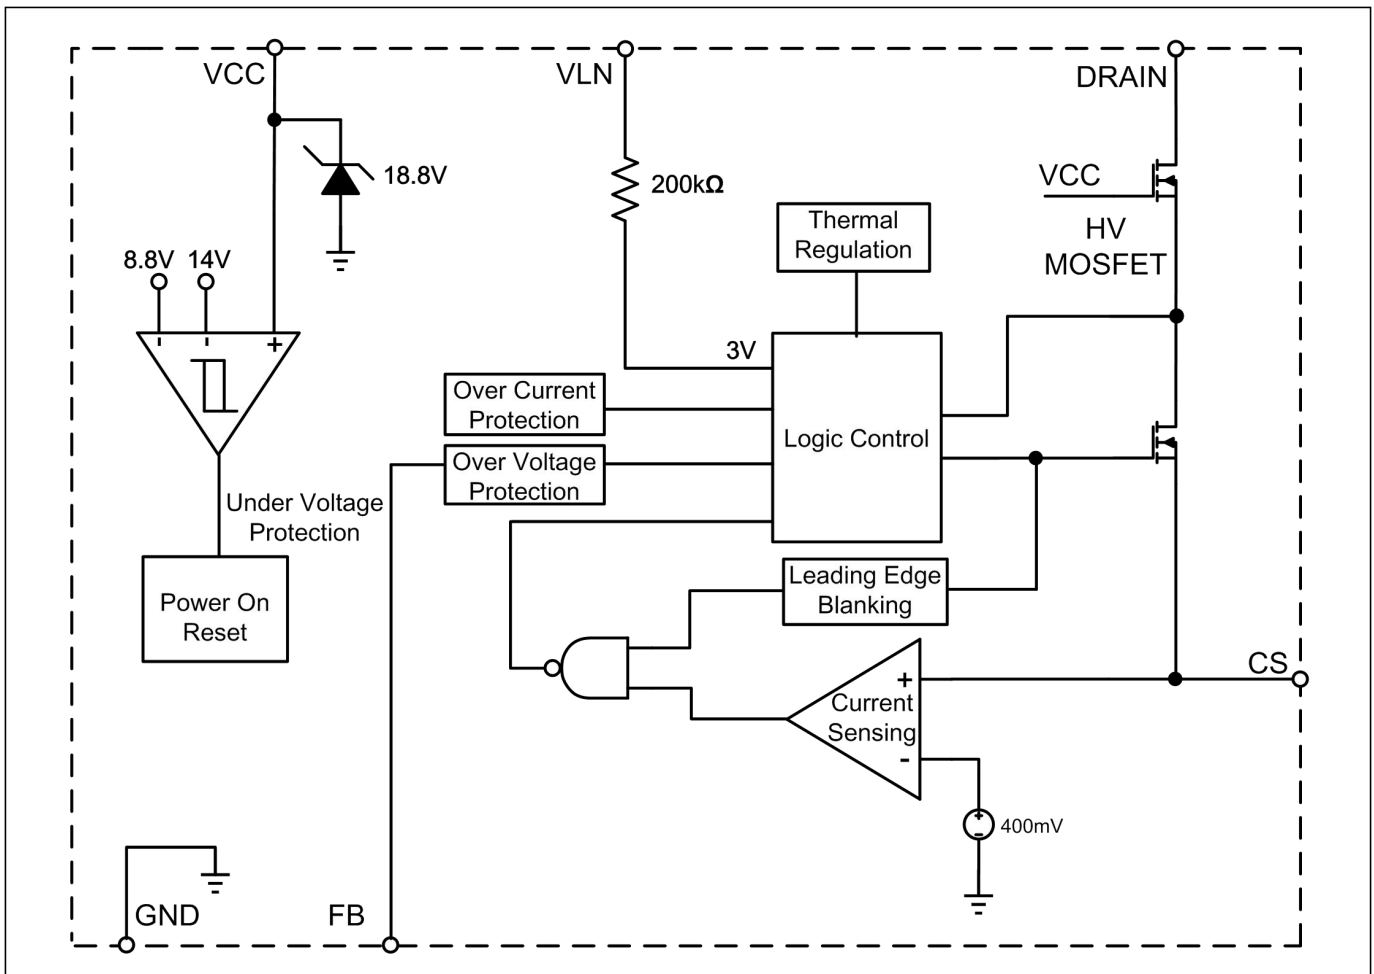 VCC
VLN
DRAIN
18.8V
200kΩ
VCC
HV
MOSFET
Thermal
Regulation
8.8V
14V
-
-
+
3V
Over Current
Protection
Logic Control
Over Voltage
Protection
Under Voltage
Protection
Power On
Reset
Leading Edge
Blanking
CS
+
Current
Sensing
-
+
-
400mV
GND
FB